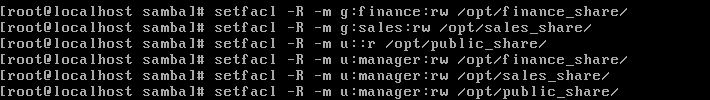 [root@localhost samba]# setfacl -R -m g:finance:rw /opt/finance_share/
[root@localhost samba]# setfacl -R -m g:sales:rw /opt/sales_share/
[root@localhost samba]# setfacl -R -m u::r /opt/public_share/
[root@localhost samba]# setfacl -R -m u:manager:rw /opt/finance_share/
[root@localhost samba]# setfacl -R -m u:manager:rw /opt/sales_share/
[root@localhost samba]# setfacl -R -m u:manager:rw /opt/public_share/